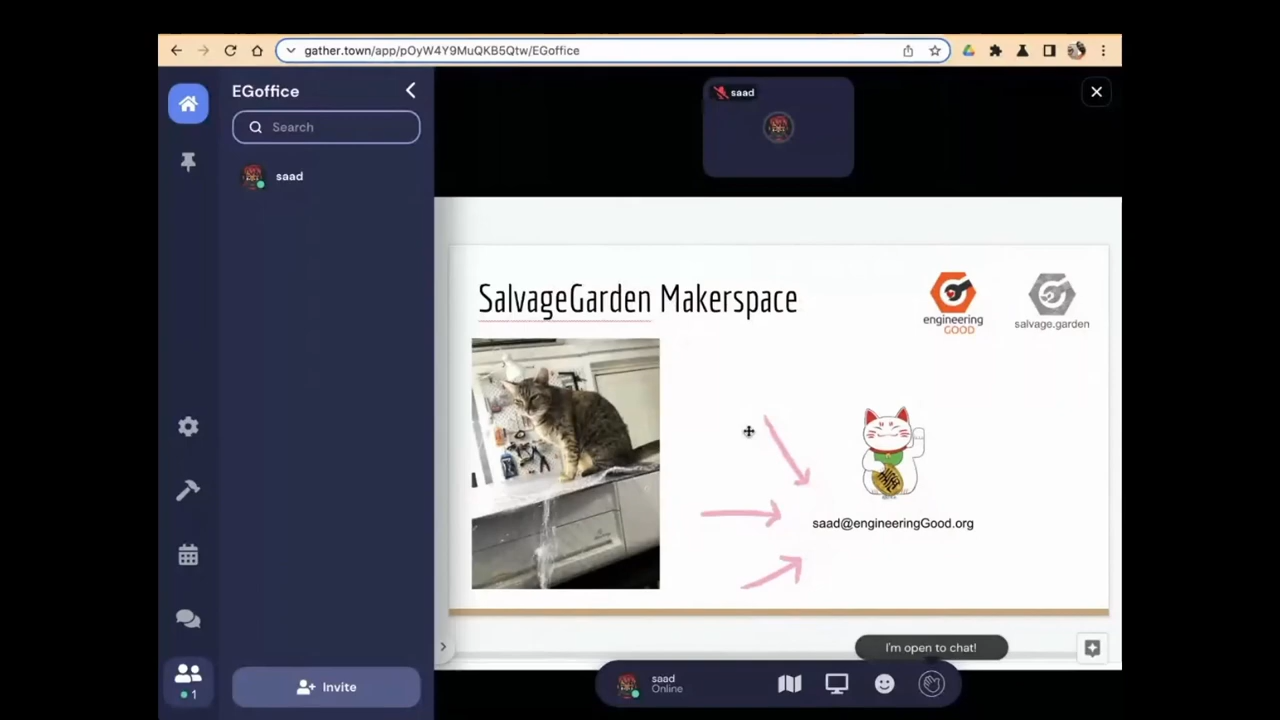 gather.town/app/pOyW4Y9MuQKB5Qtw/EGoffice
EGoffice
Search
saad
saad
SalvageGarden Makerspace
engineering
GOOD
salvage.garden
saad@engineeringGood.org
I'm open to chat!
1
Invite
saad
Online